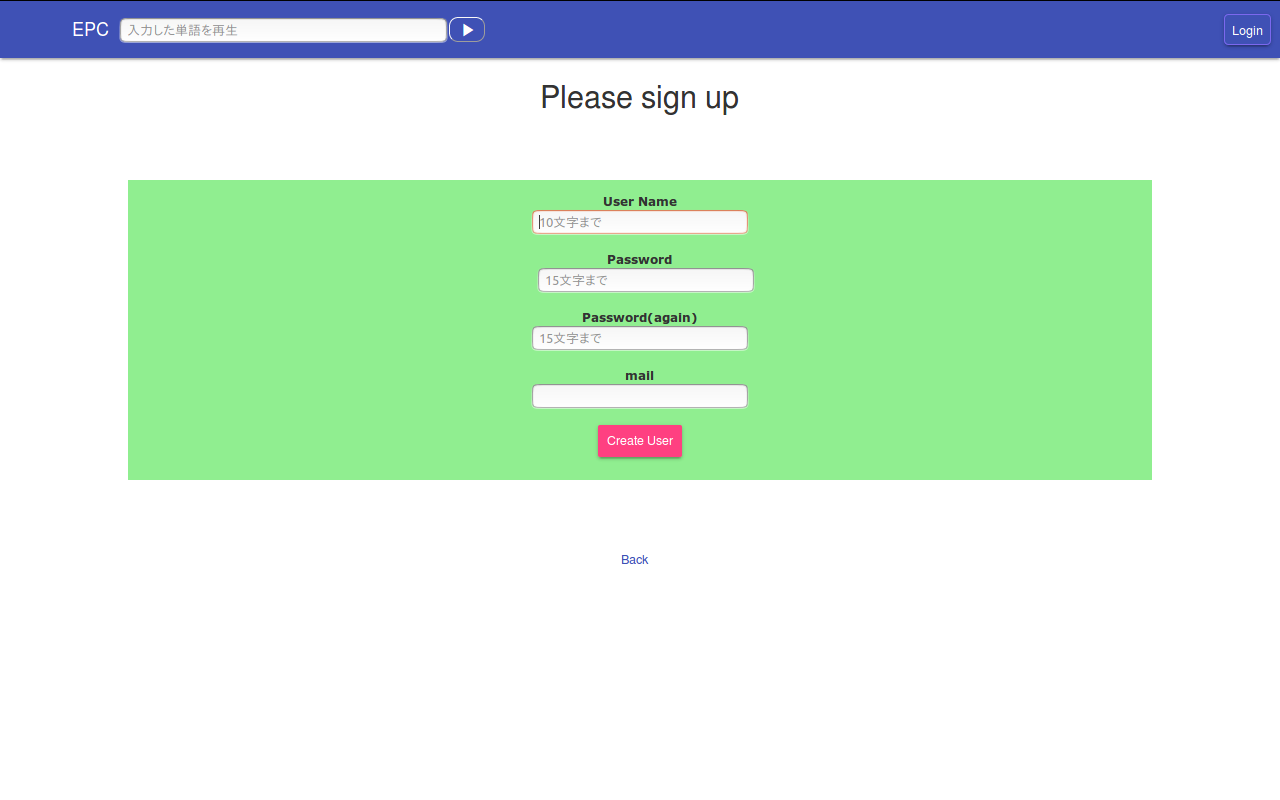 EPC 入力した単語を再生 Login
Please sign up
User Name
10文字まで
Password
15文字まで
Password(again)
15文字まで
mail
Create User
Back